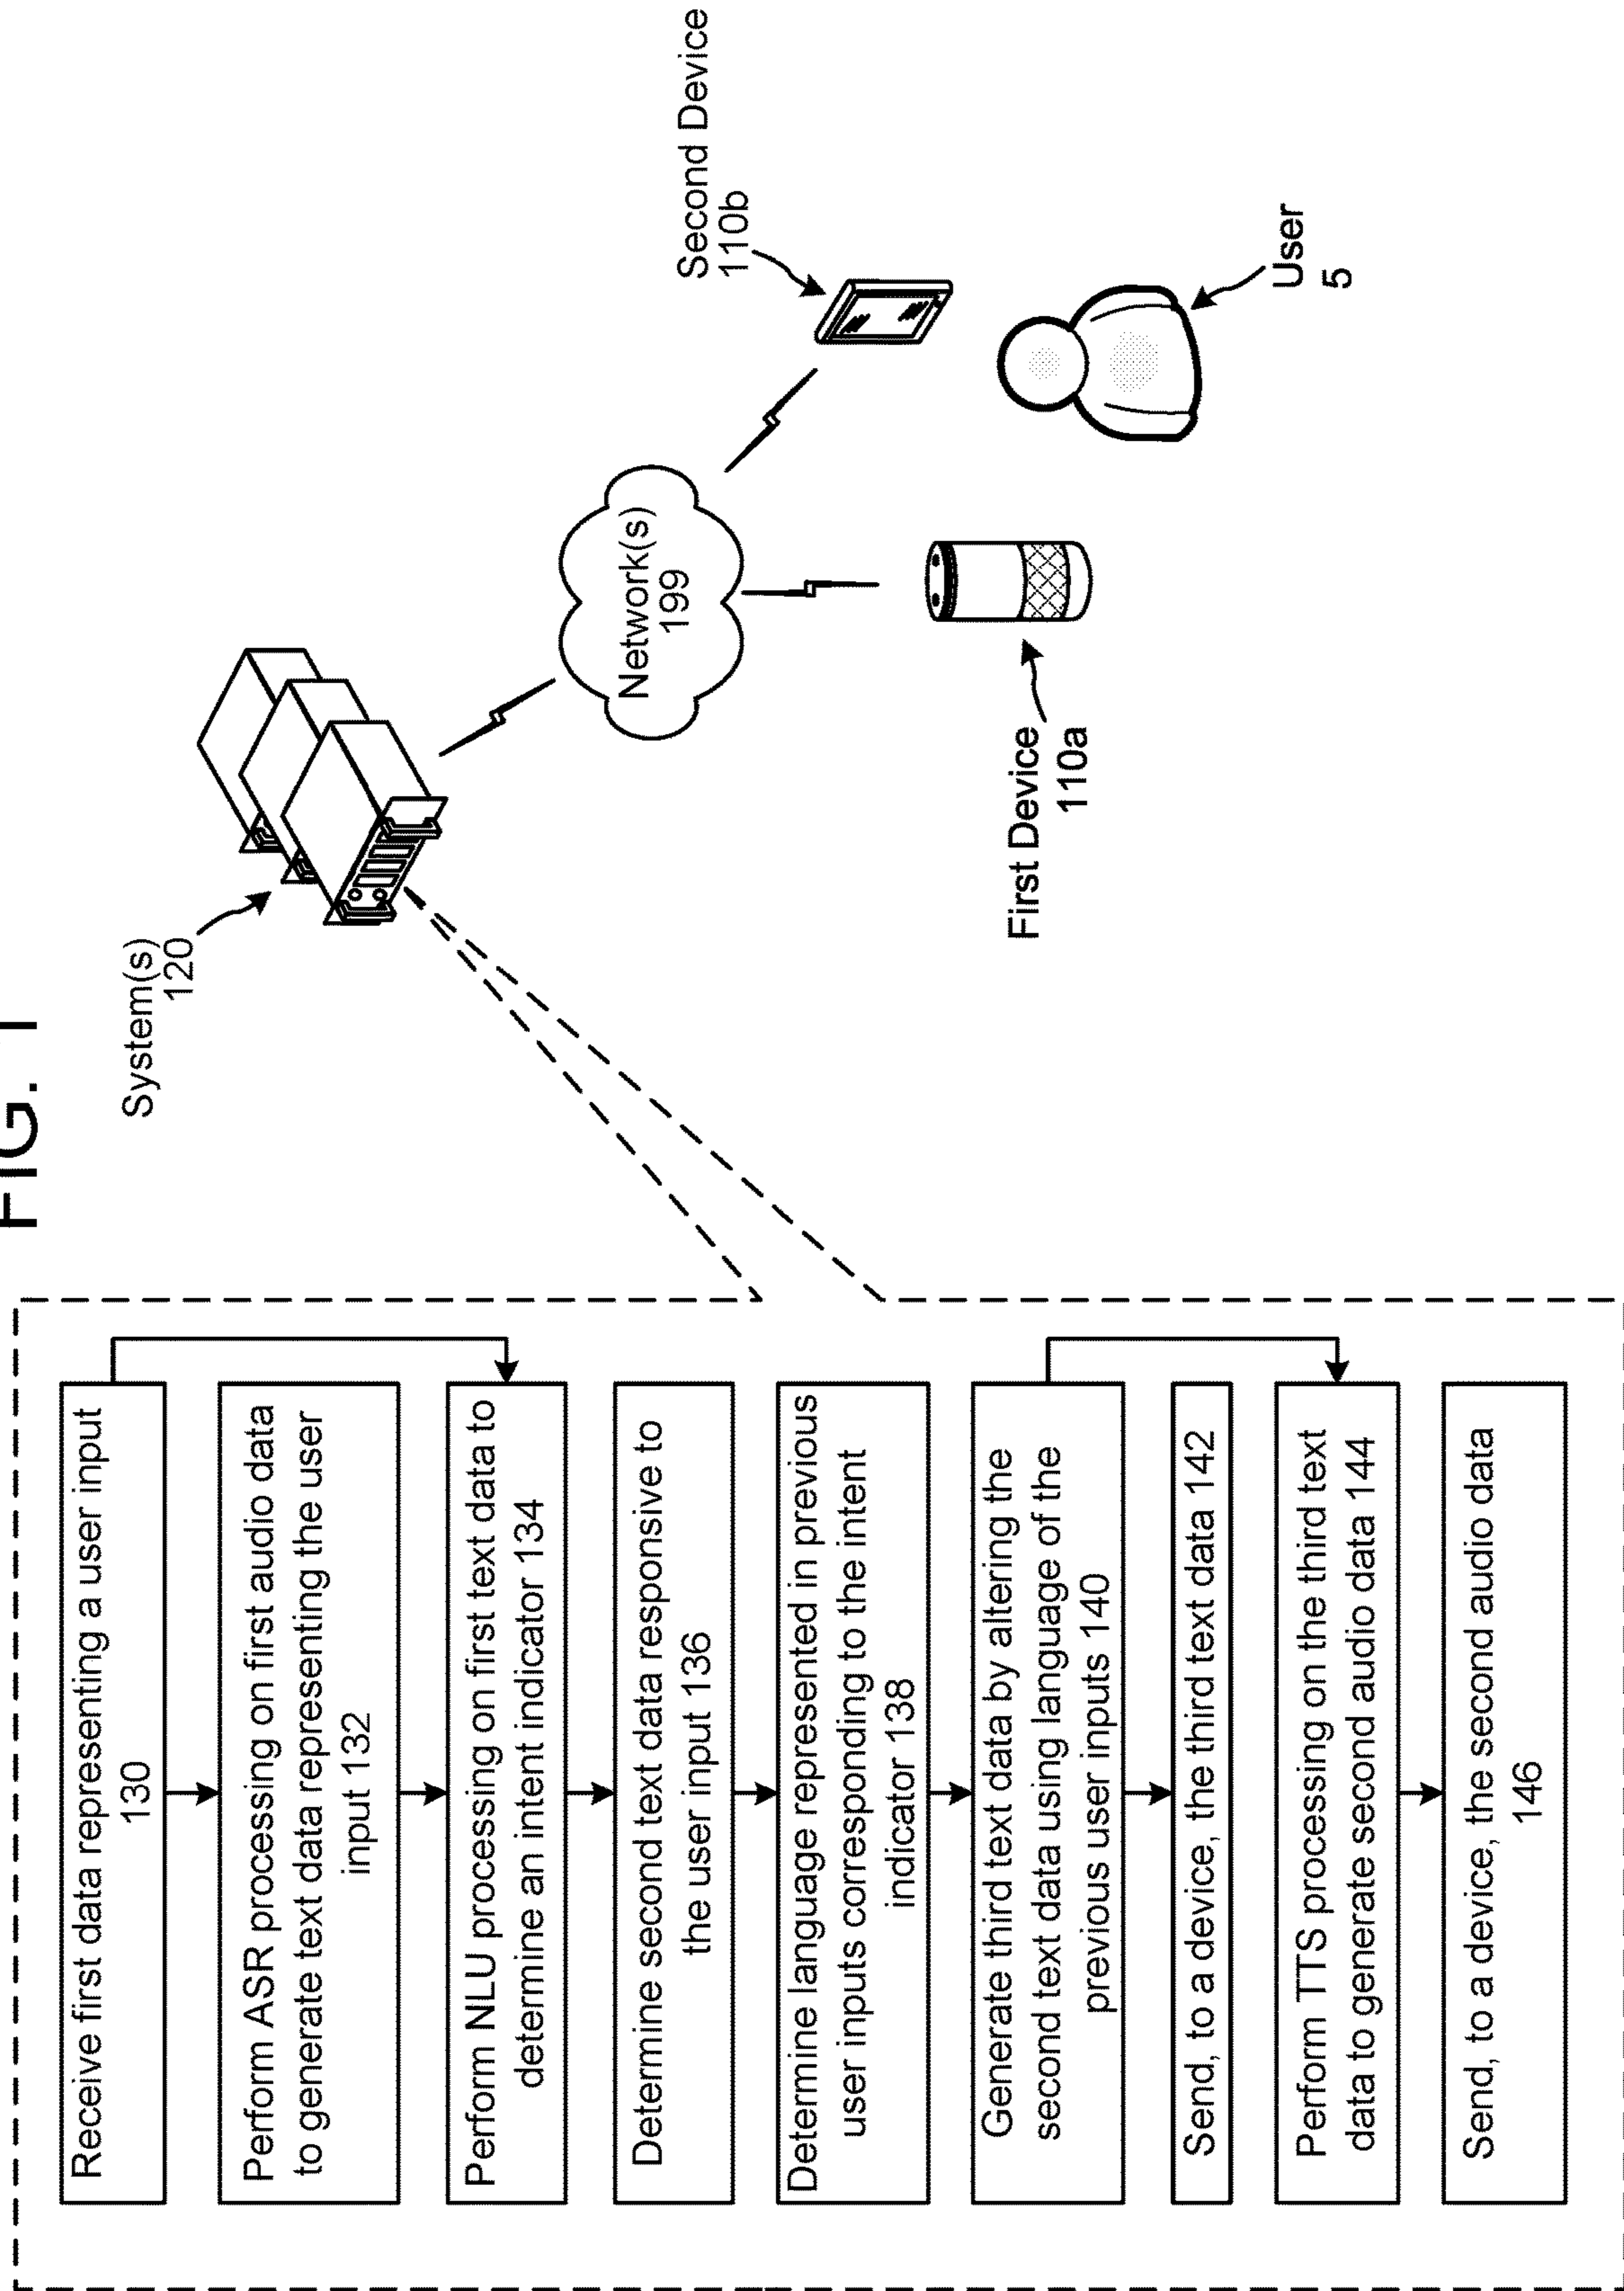 FIG. 1
Receive first data representing a user input
130
Perform ASR processing on first audio data
to generate text data representing the user
input 132
Perform NLU processing on first text data to
determine an intent indicator 134
Determine second text data responsive to
the user input 136
Determine language represented in previous
user inputs corresponding to the intent
indicator 138
Generate third text data by altering the
second text data using language of the
previous user inputs 140
Send, to a device, the third text data 142
Perform TTS processing on the third text
data to generate second audio data 144
Send, to a device, the second audio data
146
System(s)
120
Network(s)
199
First Device
110a
Second Device
110b
User
5